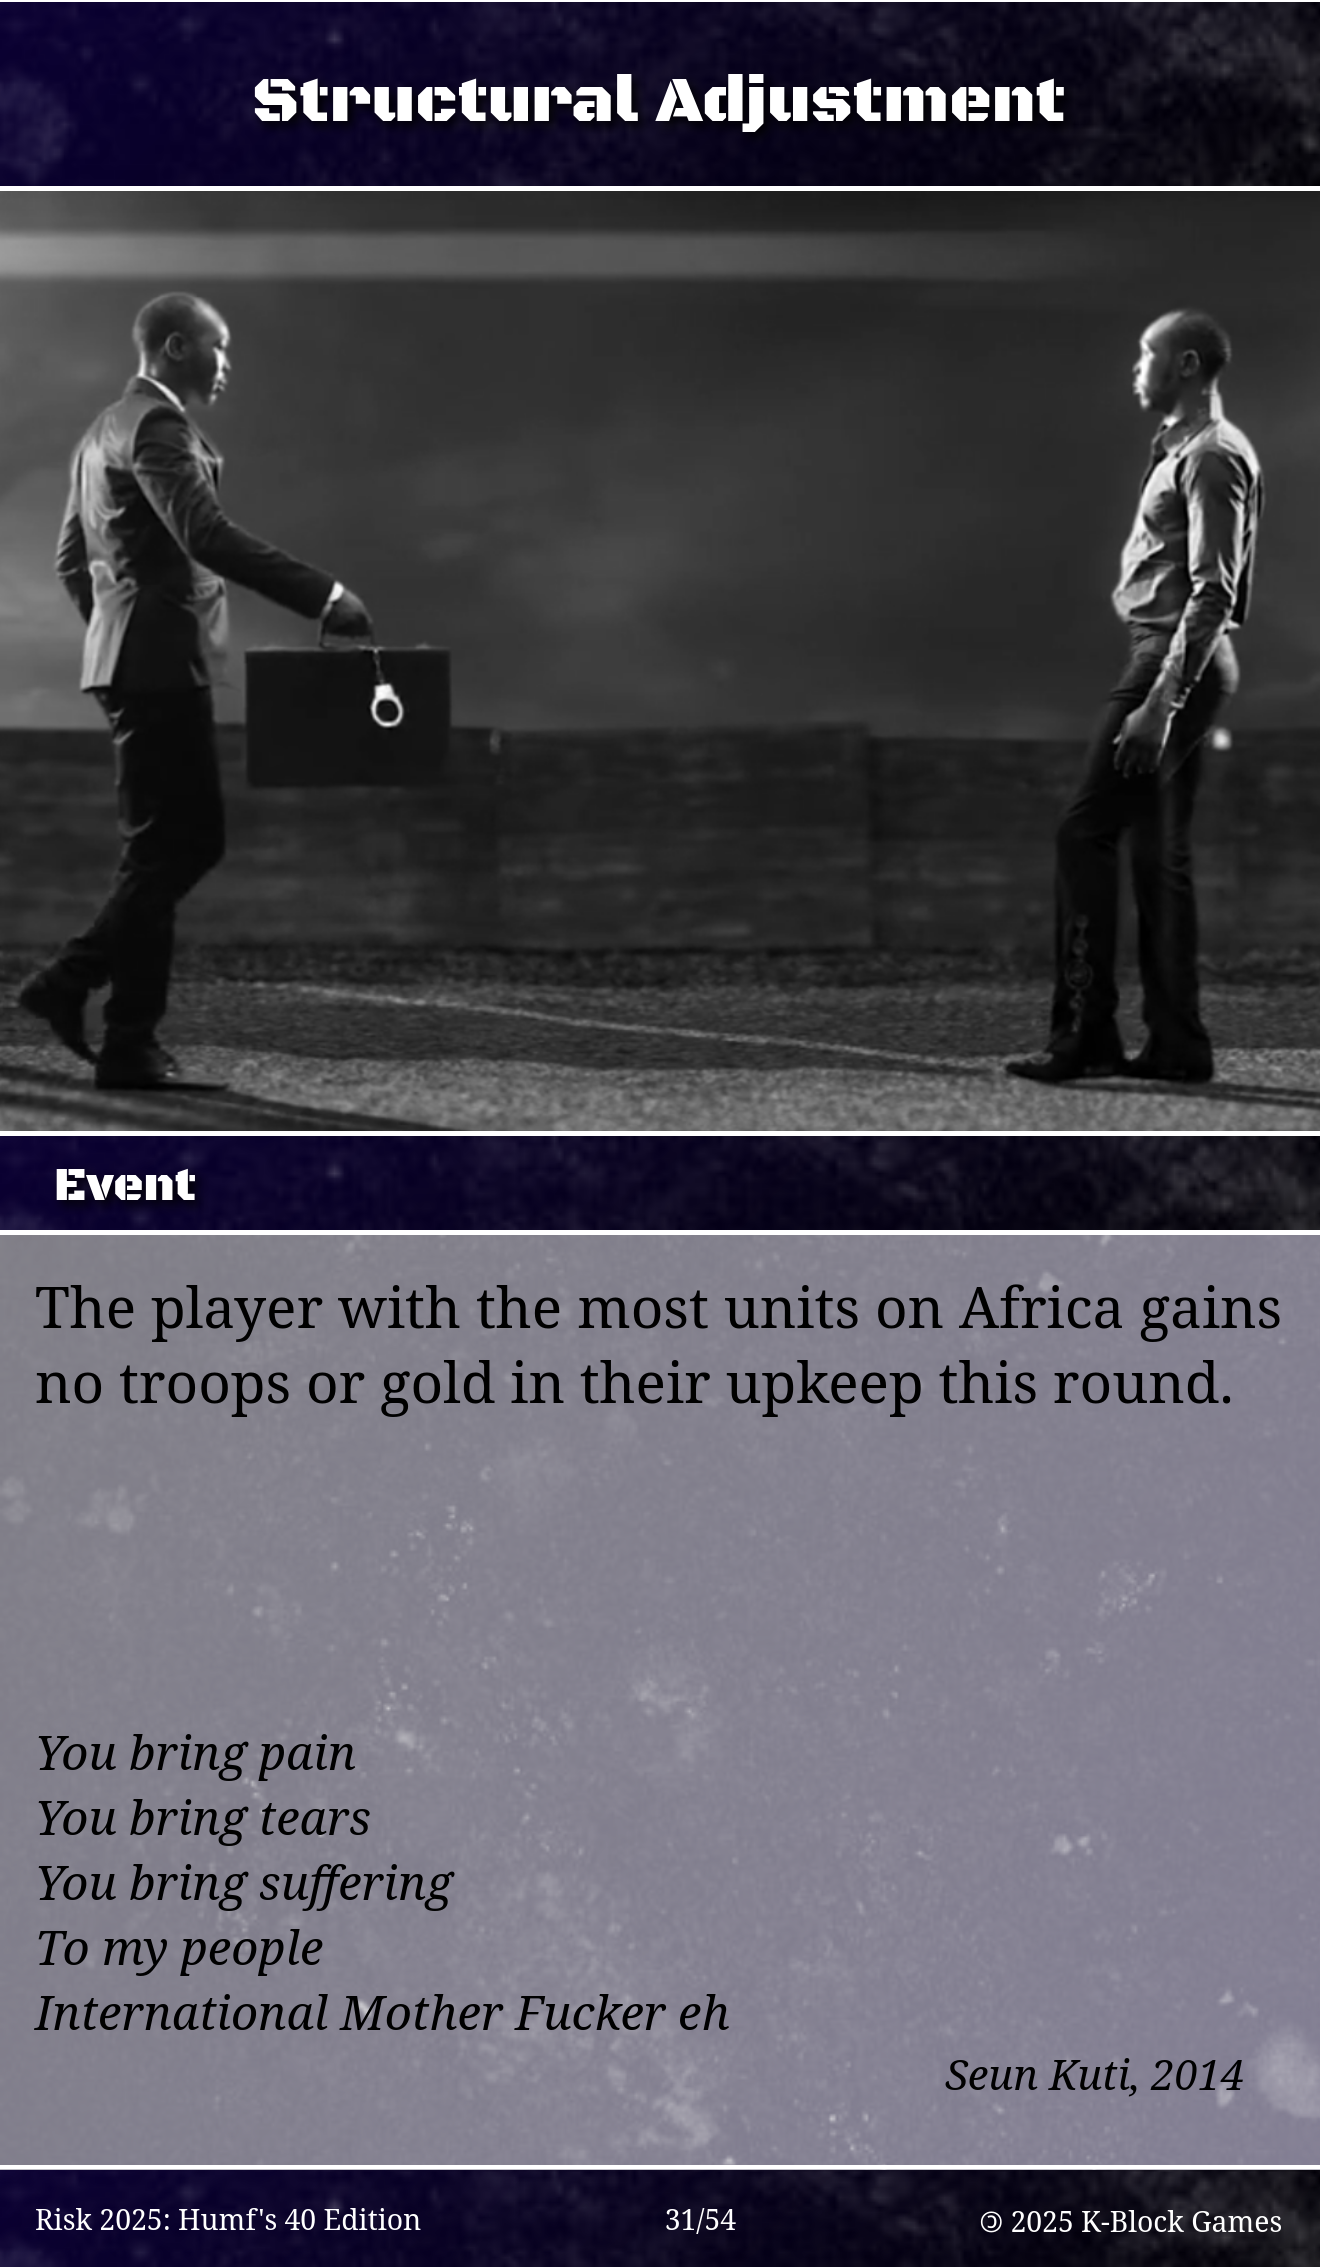 Structural Adjustment
Event
The player with the most units on Africa gains
no troops or gold in their upkeep this round.
You bring pain
You bring tears
You bring suffering
To my people
International Mother Fucker eh
Seun Kuti, 2014
Risk 2025: Humf's 40 Edition 31/54 🄯 2025 K-Block Games